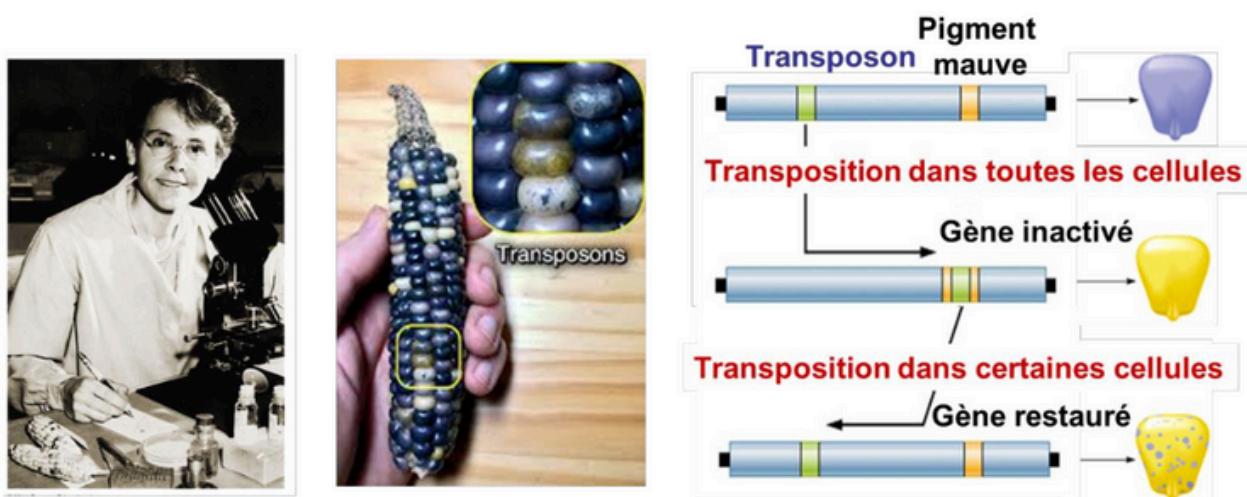 Transposons
Transposon
Pigment
mauve
Transposition dans toutes les cellules
Gène inactivé
Transposition dans certaines cellules
Gène restauré